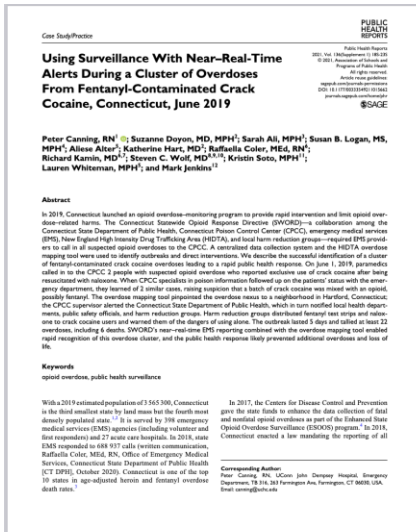 PUBLIC
HEALTH
REPORTS
Case Study/Practice
Public Health Reports
2021, Vol. 136(Supplement 1) 18S-23S
© 2021, Association of Schools and
Programs of Public Health
All rights reserved.
Article reuse guidelines:
sagepub.com/journals-permissions
journals.sagepub.com/home/phr
SAGE
Using Surveillance With Near–Real-Time
Alerts During a Cluster of Overdoses
From Fentanyl-Contaminated Crack
Cocaine, Connecticut, June 2019
Peter Canning, RN1; Suzanne Doyon, MD, MPH2; Sarah Ali, MPH3; Susan B. Logan, MS,
MPH4; Aliese Alter5; Katherine Hart, MD2; Raffaella Coler, MEd, RN6;
Richard Kamin, MD6,7; Steven C. Wolf, MD8,9,10; Kristin Soto, MPH11;
Lauren Whiteman, MPH5; and Mark Jenkins12
Abstract
In 2019, Connecticut launched an opioid overdose–monitoring program to provide rapid intervention and limit opioid over-
dose–related harms. The Connecticut Statewide Opioid Response Directive (SWORD)—a collaboration among the
Connecticut State Department of Public Health, Connecticut Poison Control Center (CPCC), emergency medical services
(EMS), New England High Intensity Drug Trafficking Area (HIDTA), and local harm reduction groups—required EMS provid-
ers to call in all suspected opioid overdoses to the CPCC. A centralized data collection system and the HIDTA overdose
mapping tool were used to identify outbreaks and direct interventions. We describe the successful identification of a cluster
of fentanyl-contaminated crack cocaine overdoses leading to a rapid public health response. On June 1, 2019, paramedics
called in to the CPCC 2 people with suspected opioid overdose who reported exclusive use of crack cocaine after being
resuscitated with naloxone. When CPCC specialists in poison information followed up on the patients' status with the emer-
gency department, they learned of 2 similar cases, raising suspicion that a batch of crack cocaine was mixed with an opioid,
possibly fentanyl. The overdose mapping tool pinpointed the overdose nexus to a neighborhood in Hartford, Connecticut;
the CPCC supervisor alerted the Connecticut State Department of Public Health, which in turn notified local health depart-
ments, public safety officials, and harm reduction groups. Harm reduction groups distributed fentanyl test strips and nalox-
one to crack cocaine users and warned them of the dangers of using alone. The outbreak lasted 5 days and tallied at least 22
overdoses, including 6 deaths. SWORD's near–real-time EMS reporting combined with the overdose mapping tool enabled
rapid recognition of this overdose cluster, and the public health response likely prevented additional overdoses and loss of
life.
Keywords
opioid overdose, public health surveillance
With a 2019 estimated population of 3 565 300, Connecticut
is the third smallest state by land mass but the fourth most
densely populated state. It is served by 398 emergency
medical services (EMS) agencies (including volunteer and
first responders) and 27 acute care hospitals. In 2018, state
EMS responded to 688 937 calls (written communication,
Raffaella Coler, MEd, RN, Office of Emergency Medical
Services, Connecticut State Department of Public Health
[CT DPH], October 2020). Connecticut is one of the top
10 states in age-adjusted heroin and fentanyl overdose
death rates.
In 2017, the Centers for Disease Control and Prevention
gave the state funds to enhance the data collection of fatal
and nonfatal opioid overdoses as part of the Enhanced State
Opioid Overdose Surveillance (ESOOS) program. In 2018,
Connecticut enacted a law mandating the reporting of all
Corresponding Author:
Peter Canning, RN, UConn John Dempsey Hospital, Emergency
Department, TB 316, 263 Farmington Ave, Farmington, CT 06030, USA.
Email: canning@uchc.edu